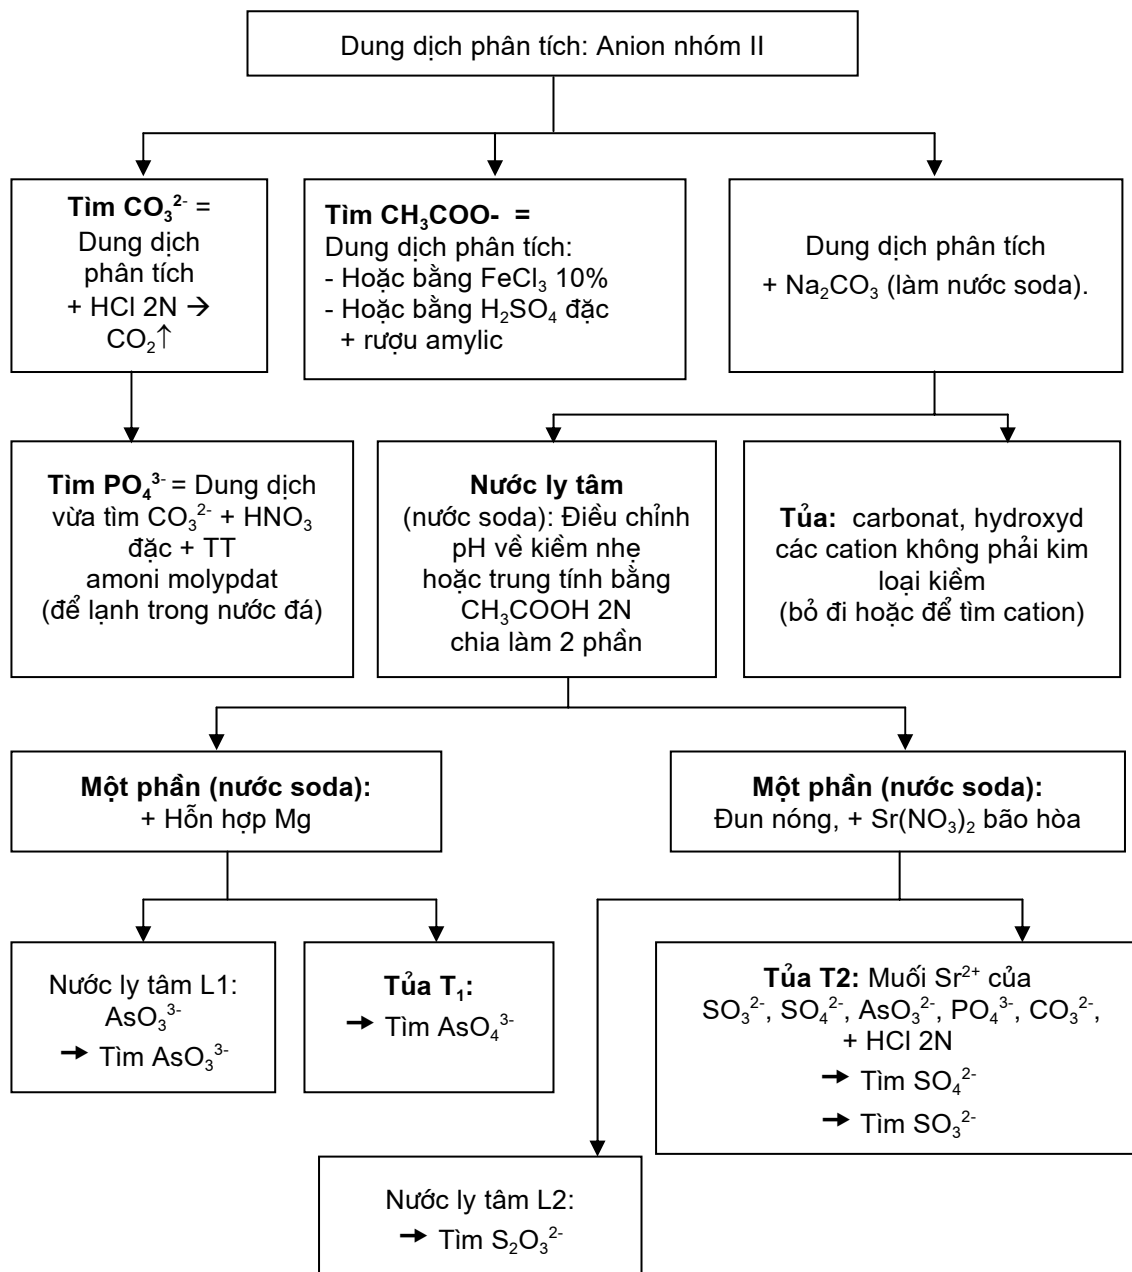 Dung dịch phân tích: Anion nhóm II
Tìm CO₃²⁻ =
Dung dịch
phân tích
+ HCl 2N →
CO₂↑
Tìm CH₃COO- =
Dung dịch phân tích:
- Hoặc bằng FeCl₃ 10%
- Hoặc bằng H₂SO₄ đặc
+ rượu amylic
Dung dịch phân tích
+ Na₂CO₃ (làm nước soda).
Tìm PO₄³⁻ = Dung dịch
vừa tìm CO₃²⁻ + HNO₃
đặc + TT
amoni molypdat
(để lạnh trong nước đá)
Nước ly tâm
(nước soda): Điều chỉnh
pH về kiềm nhẹ
hoặc trung tính bằng
CH₃COOH 2N
chia làm 2 phần
Tủa: carbonat, hydroxyd
các cation không phải kim
loại kiềm
(bỏ đi hoặc để tìm cation)
Một phần (nước soda):
+ Hỗn hợp Mg
Một phần (nước soda):
Đun nóng, + Sr(NO₃)₂ bão hòa
Nước ly tâm L1:
AsO₃³⁻
→ Tìm AsO₃³⁻
Tủa T₁:
→ Tìm AsO₄³⁻
Tủa T2: Muối Sr²⁺ của
SO₃²⁻, SO₄²⁻, AsO₃²⁻, PO₄³⁻, CO₃²⁻,
+ HCl 2N
→ Tìm SO₄²⁻
→ Tìm SO₃²⁻
Nước ly tâm L2:
→ Tìm S₂O₃²⁻